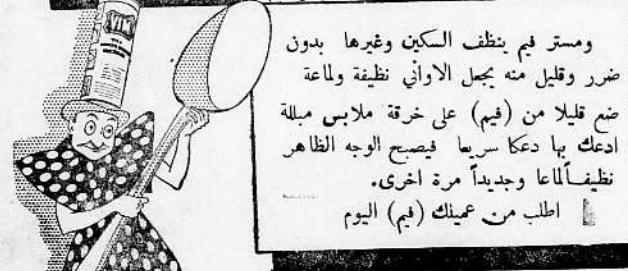 VIM
ومستر فيم ينظف السكين وغيرها بدون
ضرر وقليل منه يجعل الاواني نظيفة ولماعة
ضع قليلا من (فيم) على خرقة ملابس مبللة
ادعك بها دعكا سريعا فيصبح الوجه الظاهر
نظيفاً لماعا وجديداً مرة اخرى.
اطلب من عميلك (فيم) اليوم